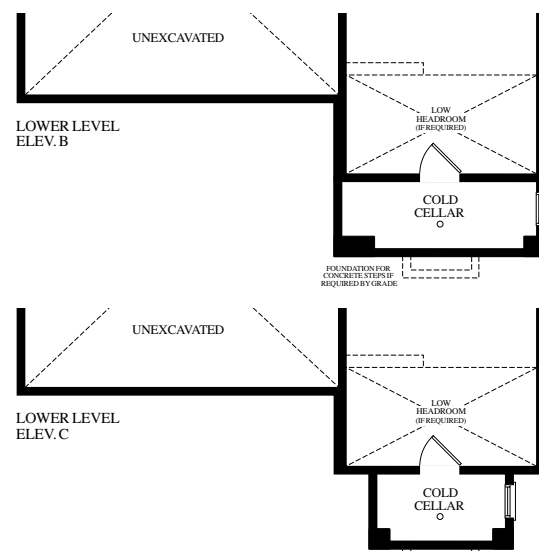 UNEXCAVATED
LOW
HEADROOM
(IF REQUIRED)
LOWER LEVEL
ELEV. B
COLD
CELLAR
FOUNDATION FOR
CONCRETE STEPS IF
REQUIRED BY GRADE
UNEXCAVATED
LOW
HEADROOM
(IF REQUIRED)
LOWER LEVEL
ELEV. C
COLD
CELLAR